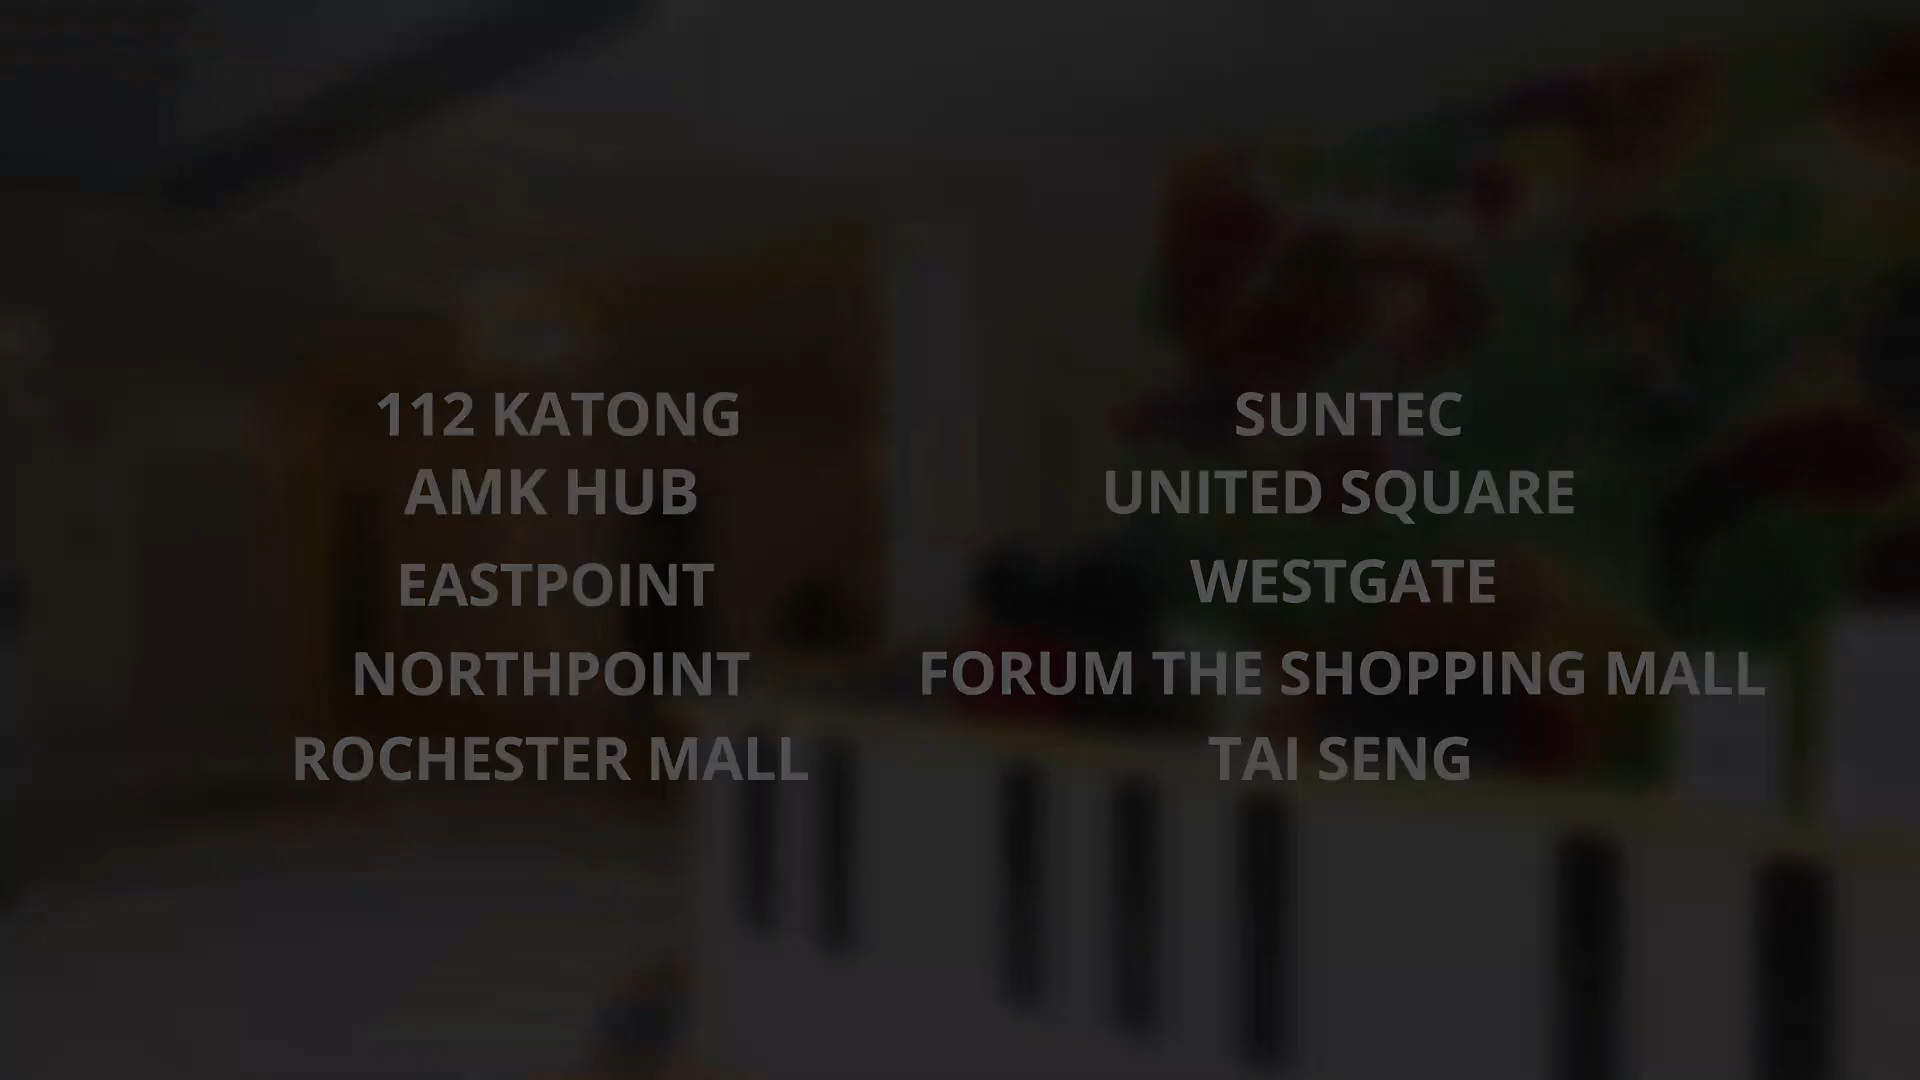 112 KATONG
AMK HUB
EASTPOINT
NORTHPOINT
ROCHESTER MALL
SUNTEC
UNITED SQUARE
WESTGATE
FORUM THE SHOPPING MALL
TAI SENG